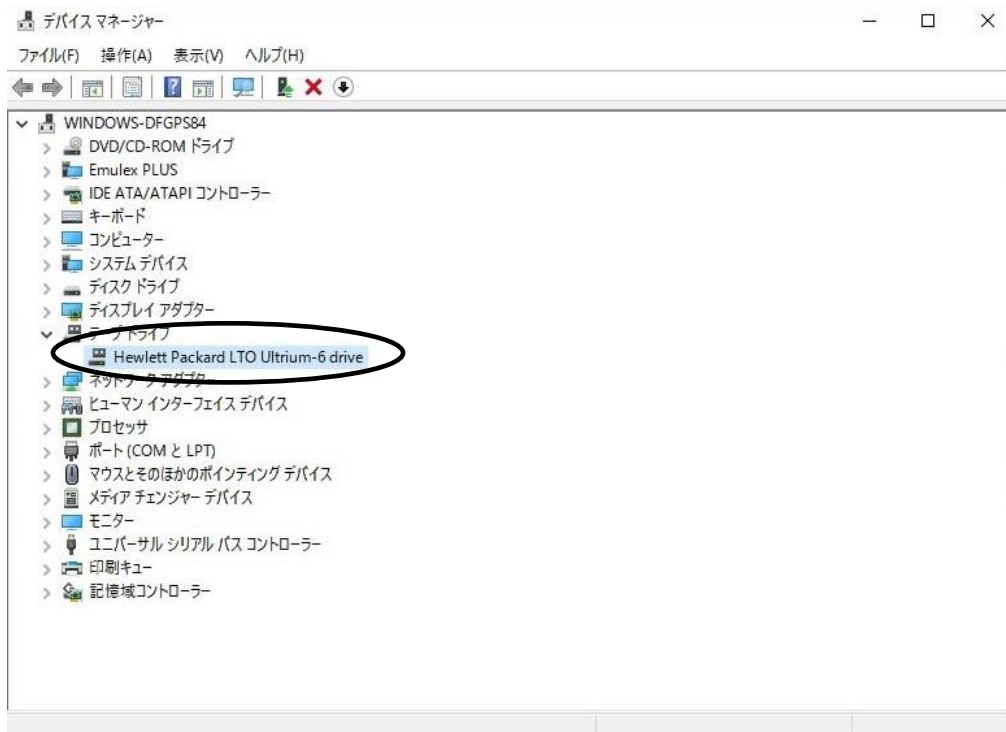 デバイス マネージャー
ファイル(F) 操作(A) 表示(V) ヘルプ(H)
WINDOWS-DFGPS84
DVD/CD-ROM ドライブ
Emulex PLUS
IDE ATA/ATAPI コントローラー
キーボード
コンピューター
システム デバイス
ディスク ドライブ
ディスプレイ アダプター
テープ ドライブ
Hewlett Packard LTO Ultrium-6 drive
ネットワーク アダプター
ヒューマン インターフェイス デバイス
プロセッサ
ポート (COM と LPT)
マウスとそのほかのポインティング デバイス
メディア チェンジャー デバイス
モニター
ユニバーサル シリアル バス コントローラー
印刷キュー
記憶域コントローラー